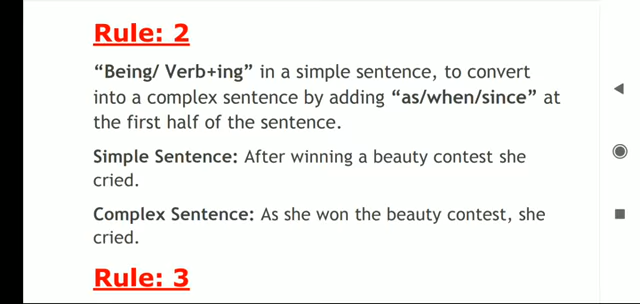 Rule: 2
“Being/ Verb+ing” in a simple sentence, to convert
into a complex sentence by adding “as/when/since” at
the first half of the sentence.
Simple Sentence: After winning a beauty contest she
cried.
Complex Sentence: As she won the beauty contest, she
cried.
Rule: 3